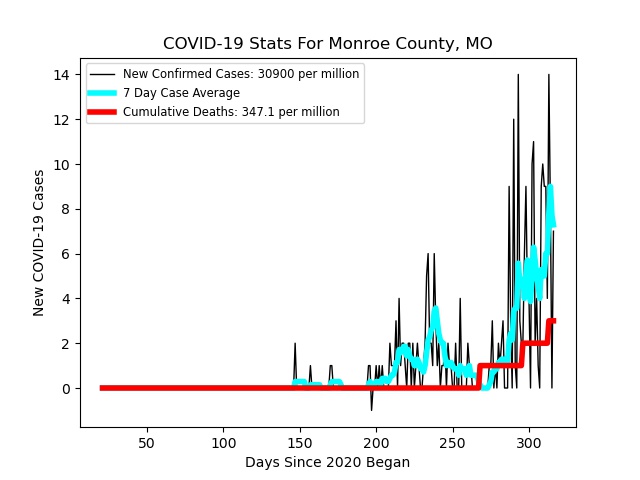 COVID-19 Stats For Monroe County, MO
New Confirmed Cases: 30900 per million
7 Day Case Average
Cumulative Deaths: 347.1 per million
New COVID-19 Cases
14
12
10
8
6
4
2
0
50 100 150 200 250 300
Days Since 2020 Began